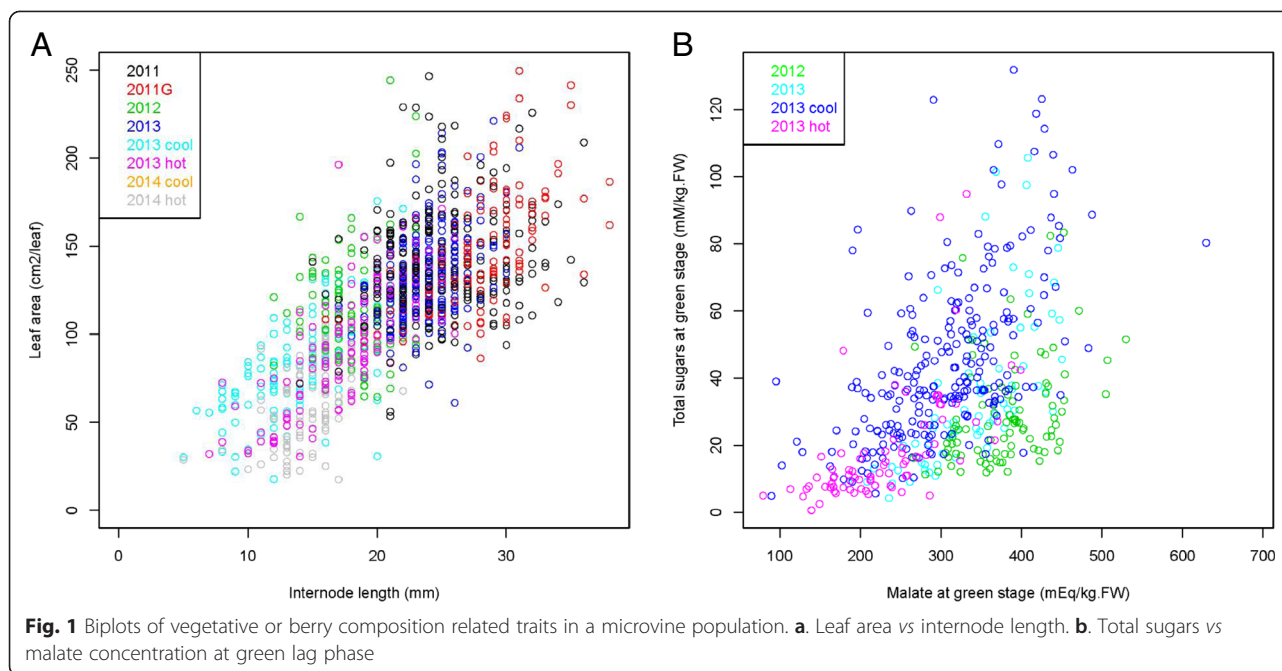 A
250
200
150
100
50
0
Leaf area (cm2/leaf)
2011
2011G
2012
2013
2013 cool
2013 hot
2014 cool
2014 hot
0
10
20
30
Internode length (mm)
B
120
100
80
60
40
20
0
Total sugars at green stage (mM/kg.FW)
2012
2013
2013 cool
2013 hot
100
200
300
400
500
600
700
Malate at green stage (mEq/kg.FW)
Fig. 1 Biplots of vegetative or berry composition related traits in a microvine population. a. Leaf area vs internode length. b. Total sugars vs
malate concentration at green lag phase